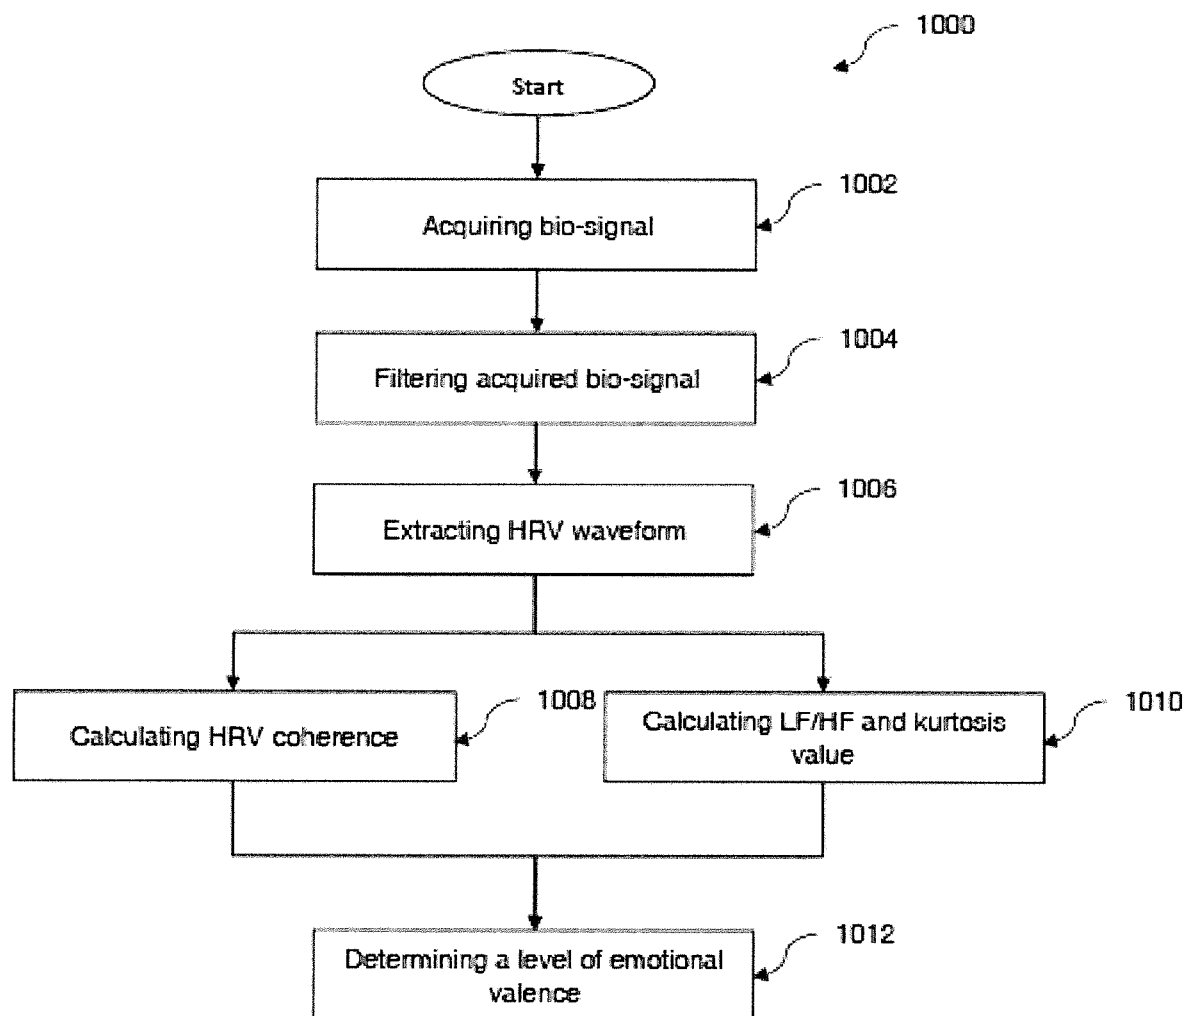 1000
Start
1002
Acquiring bio-signal
1004
Filtering acquired bio-signal
1006
Extracting HRV waveform
1008
Calculating HRV coherence
1010
Calculating LF/HF and kurtosis
value
1012
Determining a level of emotional
valence